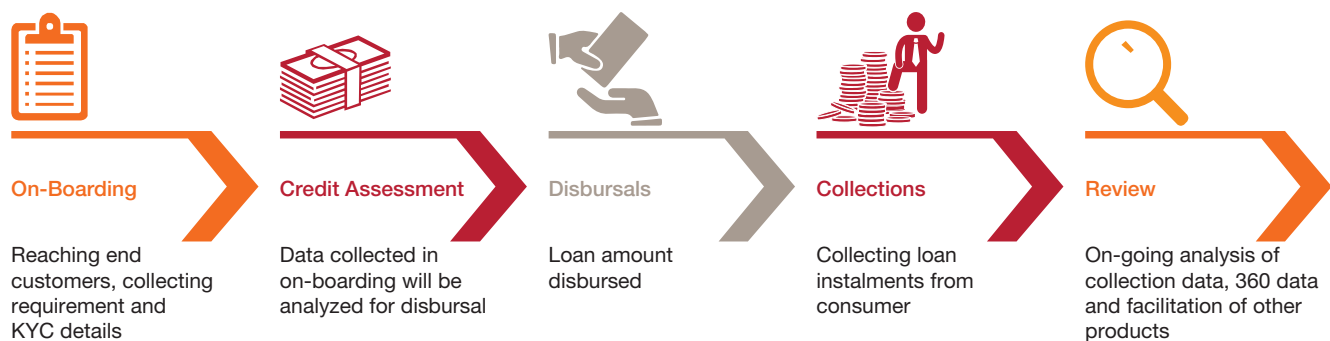 On-Boarding
Reaching end
customers, collecting
requirement and
KYC details
Credit Assessment
Data collected in
on-boarding will be
analyzed for disbursal
Disbursals
Loan amount
disbursed
Collections
Collecting loan
instalments from
consumer
Review
On-going analysis of
collection data, 360 data
and facilitation of other
products